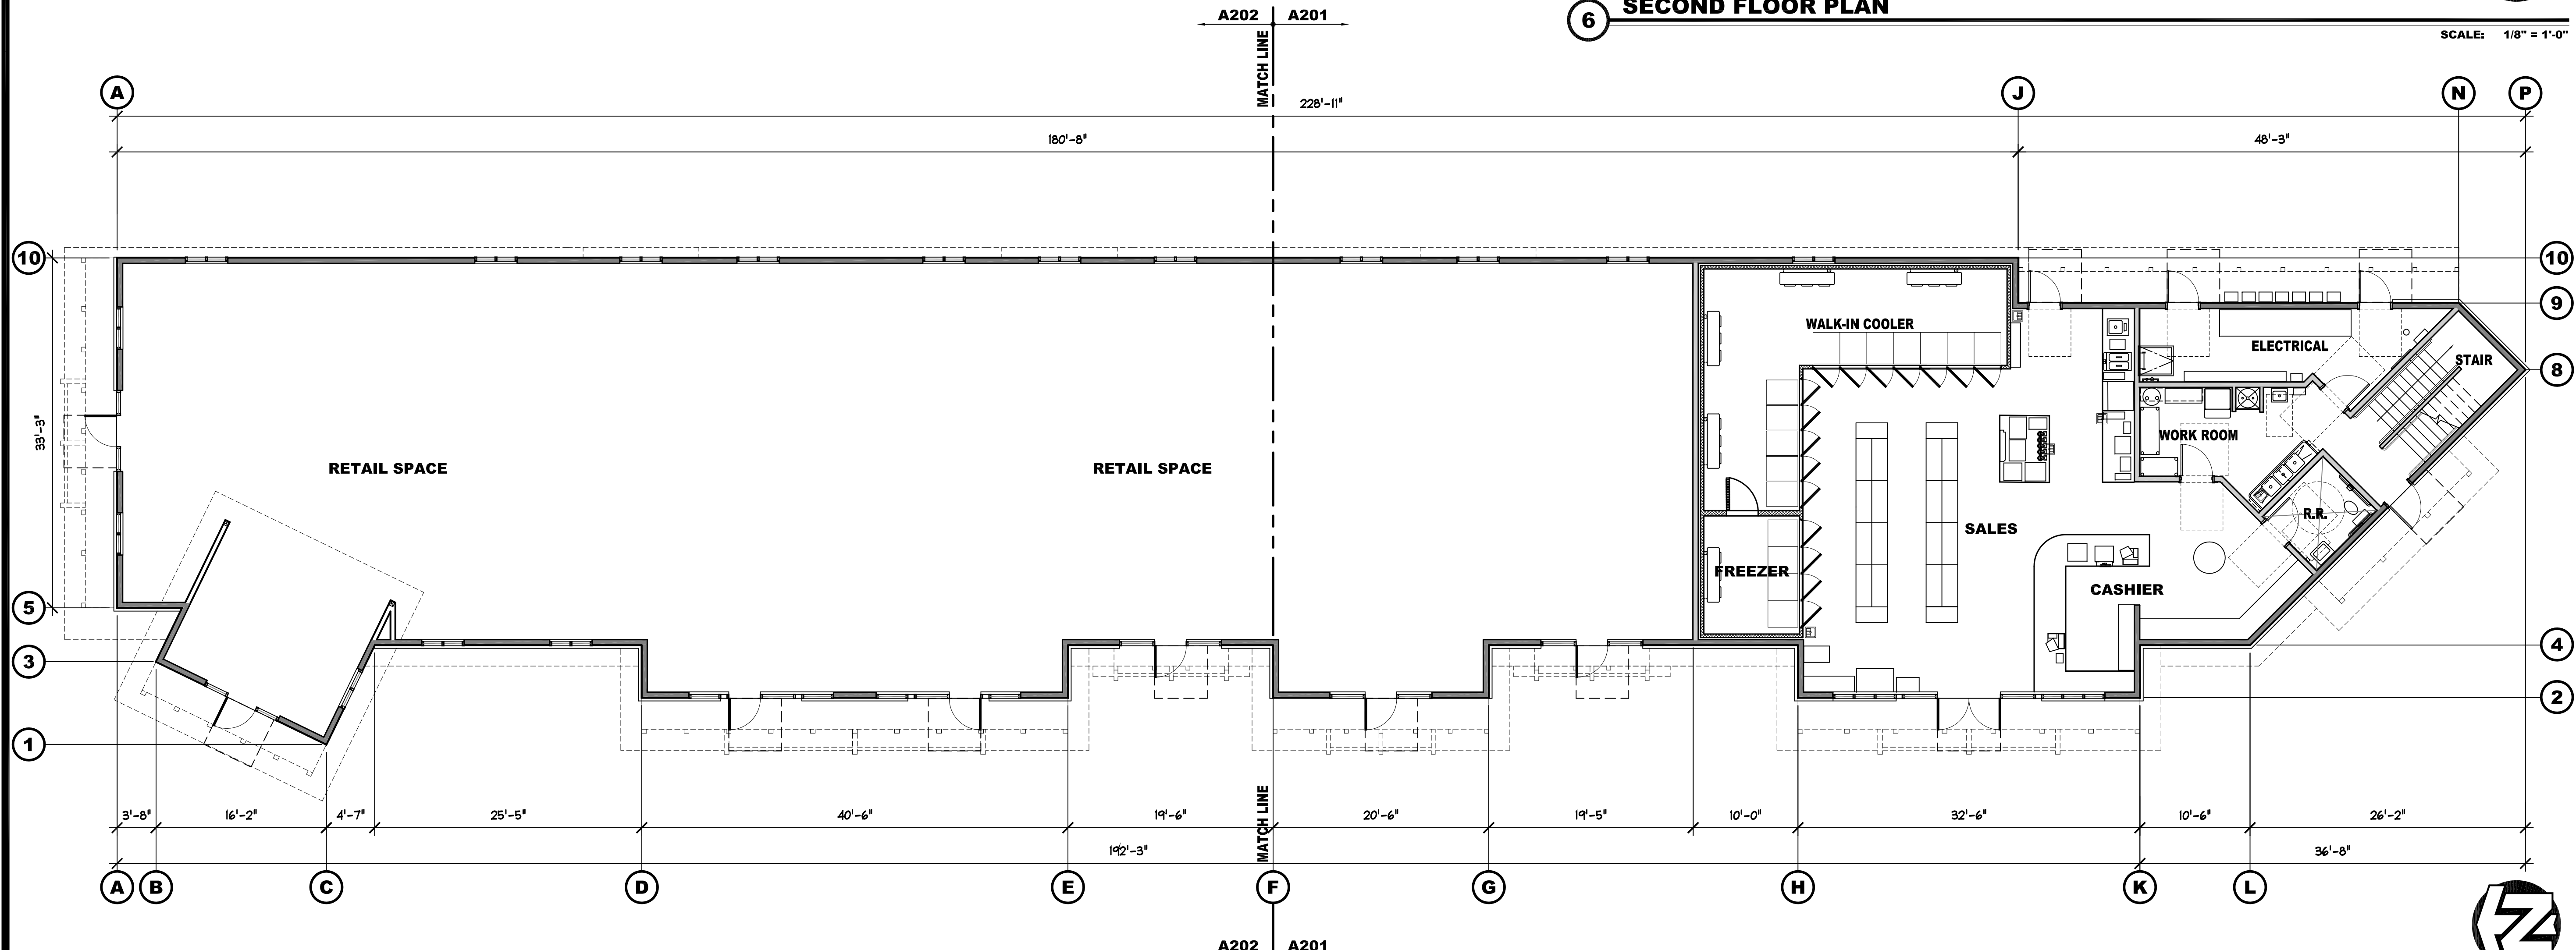 SECOND FLOOR PLAN
6
SCALE: 1/8" = 1'-0"
A202 A201
MATCH LINE
A J N P
228'-11"
180'-8" 48'-3"
10 10
9
WALK-IN COOLER
ELECTRICAL
STAIR
8
33'-3"
WORK ROOM
RETAIL SPACE RETAIL SPACE
R.R.
SALES
FREEZER
CASHIER
5
4
3
2
1
MATCH LINE
3'-8" 16'-2" 4'-7" 25'-5" 40'-6" 19'-6" 20'-6" 19'-5" 10'-0" 32'-6" 10'-6" 26'-2"
192'-3" 36'-8"
A B C D E F G H K L
A202 A201